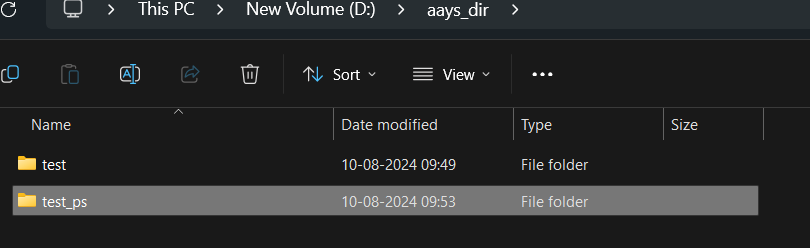 This PC > New Volume (D:) > aays_dir >
Sort View ...
Name Date modified Type Size
test 10-08-2024 09:49 File folder
test_ps 10-08-2024 09:53 File folder